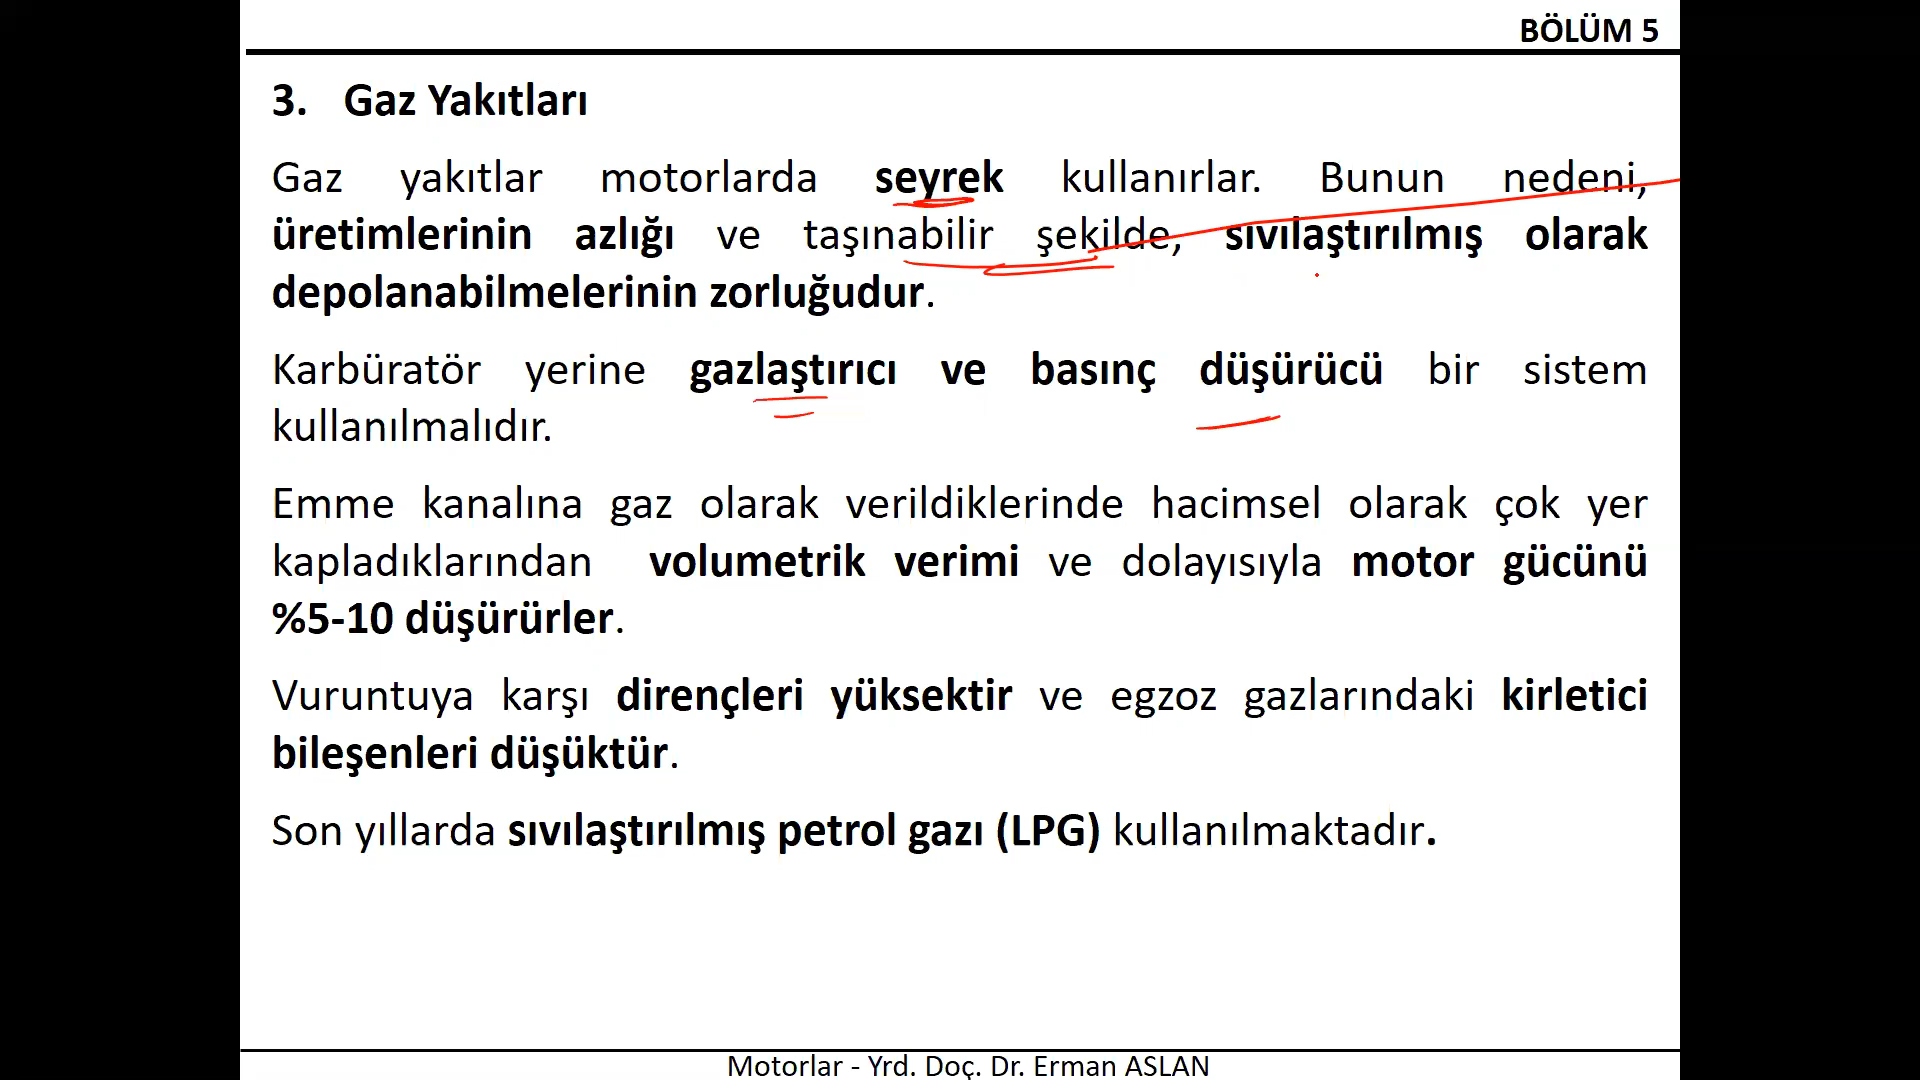 BÖLÜM 5
3. Gaz Yakıtları
Gaz yakıtlar motorlarda seyrek kullanırlar. Bunun nedeni,
üretimlerinin azlığı ve taşınabilir şekilde, sıvılaştırılmış olarak
depolanabilmelerinin zorluğudur.
Karbüratör yerine gazlaştırıcı ve basınç düşürücü bir sistem
kullanılmalıdır.
Emme kanalına gaz olarak verildiklerinde hacimsel olarak çok yer
kapladıklarından volumetrik verimi ve dolayısıyla motor gücünü
%5-10 düşürürler.
Vuruntuya karşı dirençleri yüksektir ve egzoz gazlarındaki kirletici
bileşenleri düşüktür.
Son yıllarda sıvılaştırılmış petrol gazı (LPG) kullanılmaktadır.
Motorlar - Yrd. Doç. Dr. Erman ASLAN